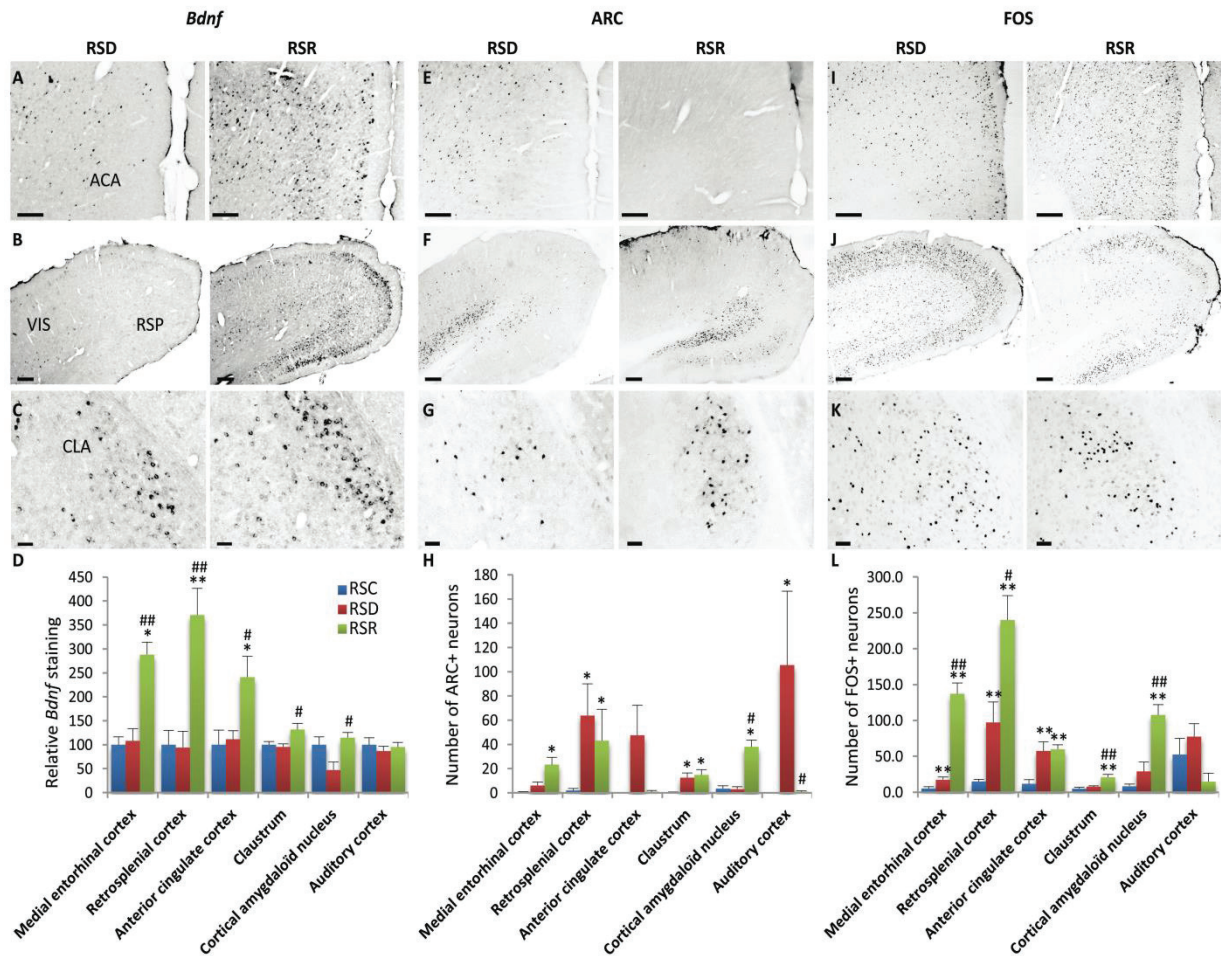 Bdnf ARC FOS
RSD RSR RSD RSR RSD RSR
A E I
ACA
B F J
VIS RSP
C G K
CLA
D H L
450
400
350
300
250
200
150
100
50
0
Relative Bdnf staining
## *
## **
# *
#
#
RSC
RSD
RSR
Medial entorhinal cortex
Retrosplenial cortex
Anterior cingulate cortex
Claustrum
Cortical amygdaloïd nucleus
Auditory cortex
180
160
140
120
100
80
60
40
20
0
Number of ARC+ neurons
*
* *
* *
# *
* #
Medial entorhinal cortex
Retrosplenial cortex
Anterior cingulate cortex
Claustrum
Cortical amygdaloïd nucleus
Auditory cortex
300.0
250.0
200.0
150.0
100.0
50.0
0.0
Number of FOS+ neurons
** ## **
** # **
** **
## **
## **
Medial entorhinal cortex
Retrosplenial cortex
Anterior cingulate cortex
Claustrum
Cortical amygdaloïd nucleus
Auditory cortex